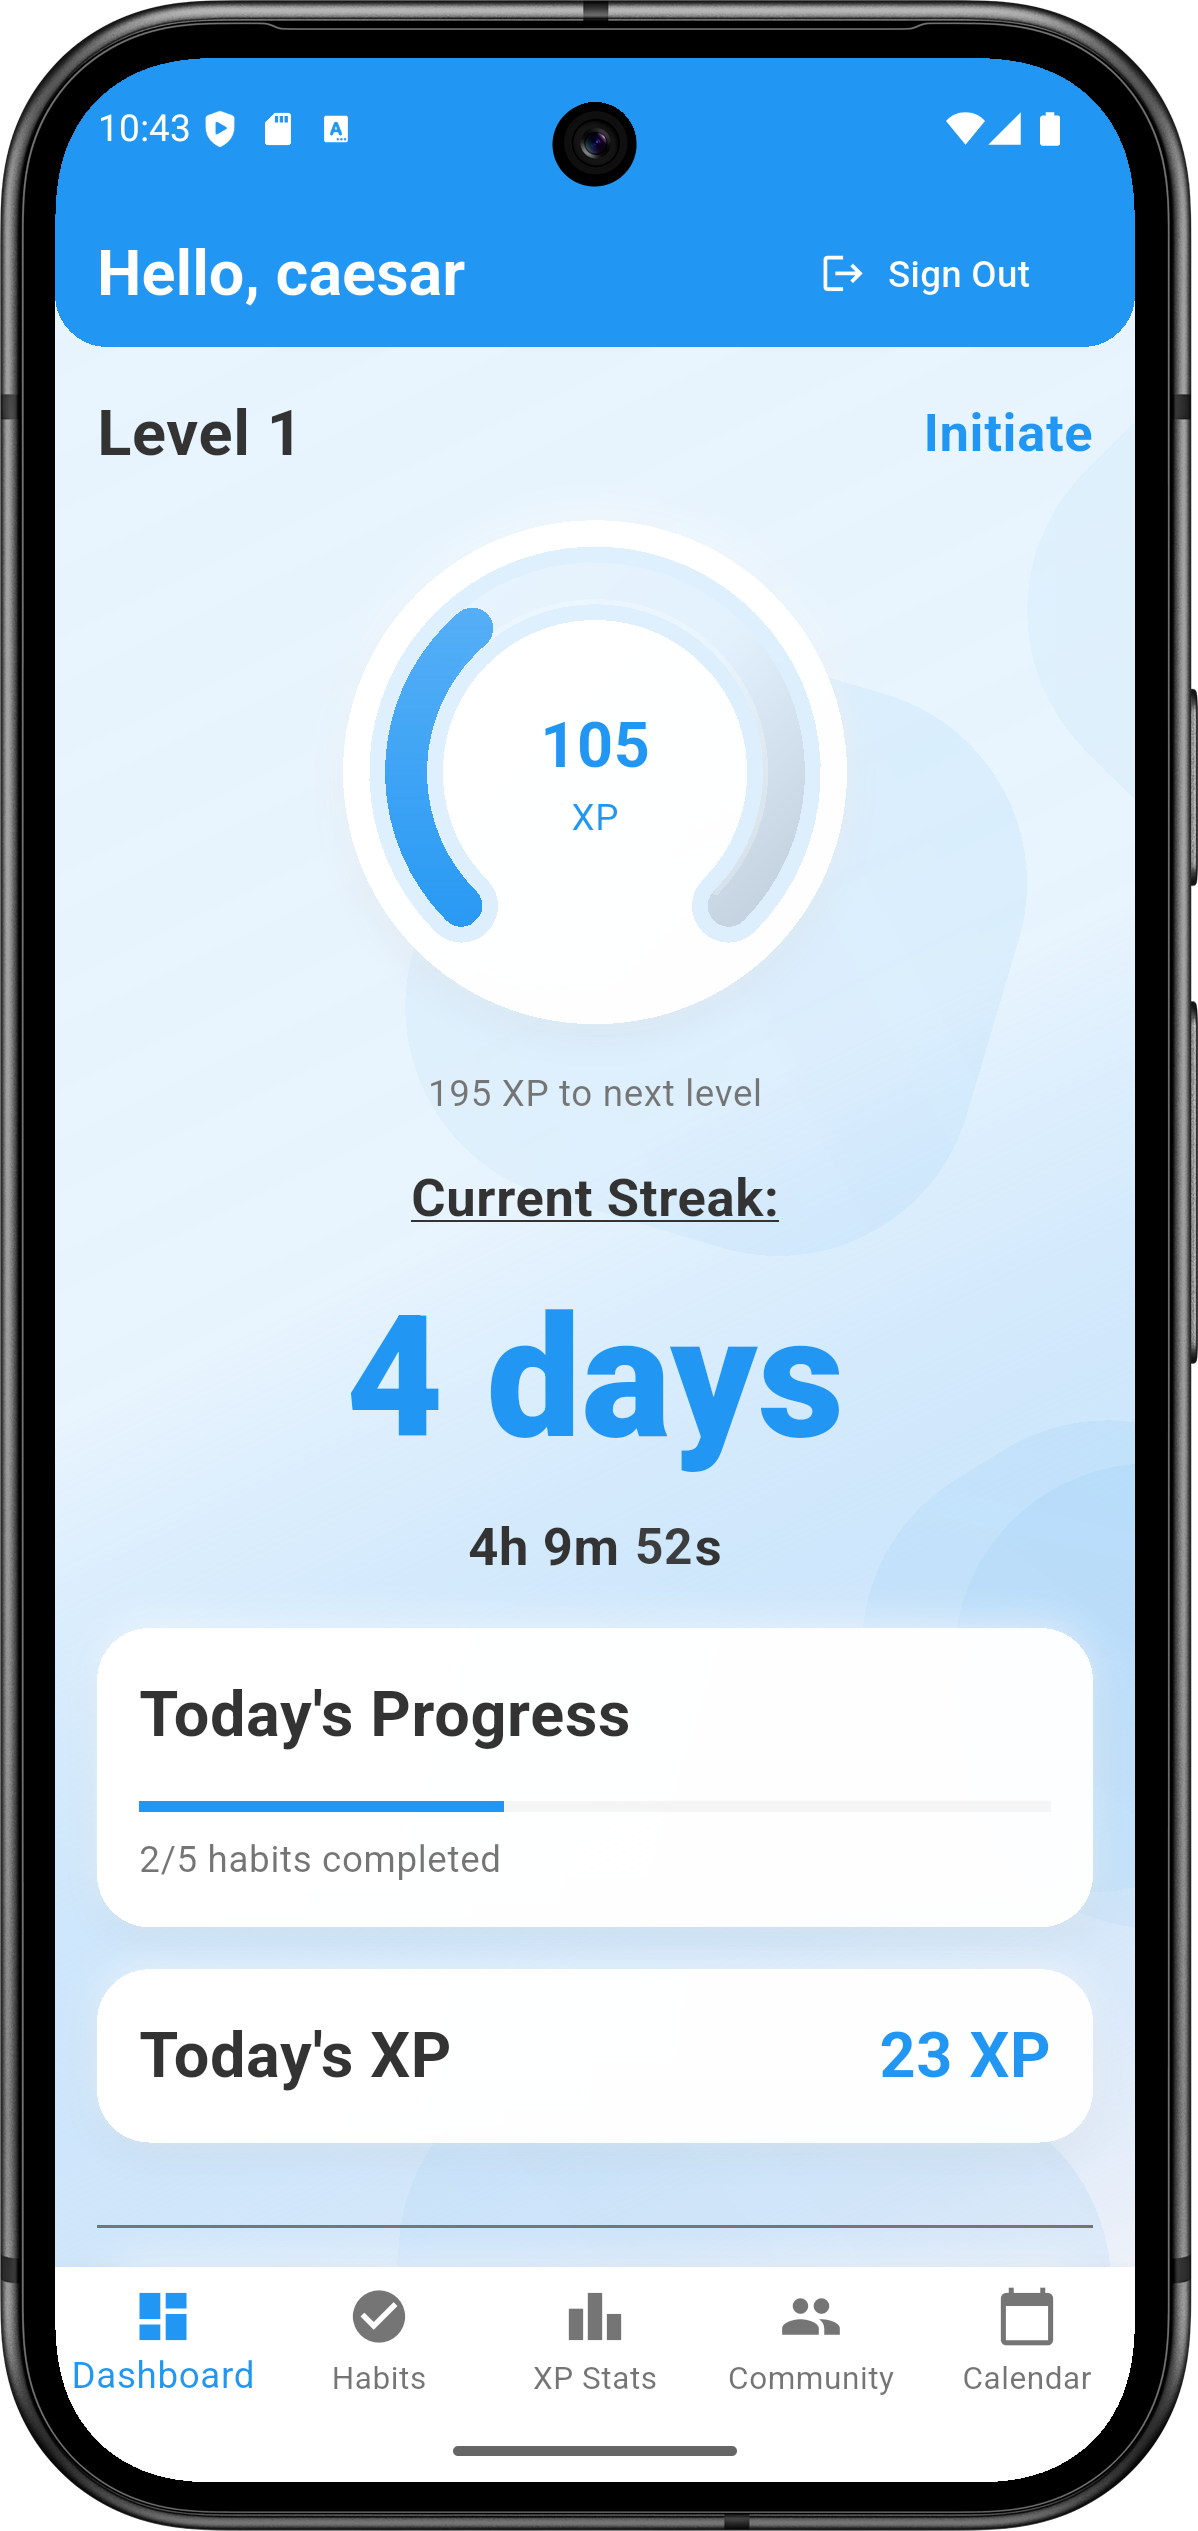 10:43
Hello, caesar
Sign Out
Level 1
Initiate
105
XP
195 XP to next level
Current Streak:
4 days
4h 9m 52s
Today's Progress
2/5 habits completed
Today's XP
23 XP
Dashboard
Habits
XP Stats
Community
Calendar